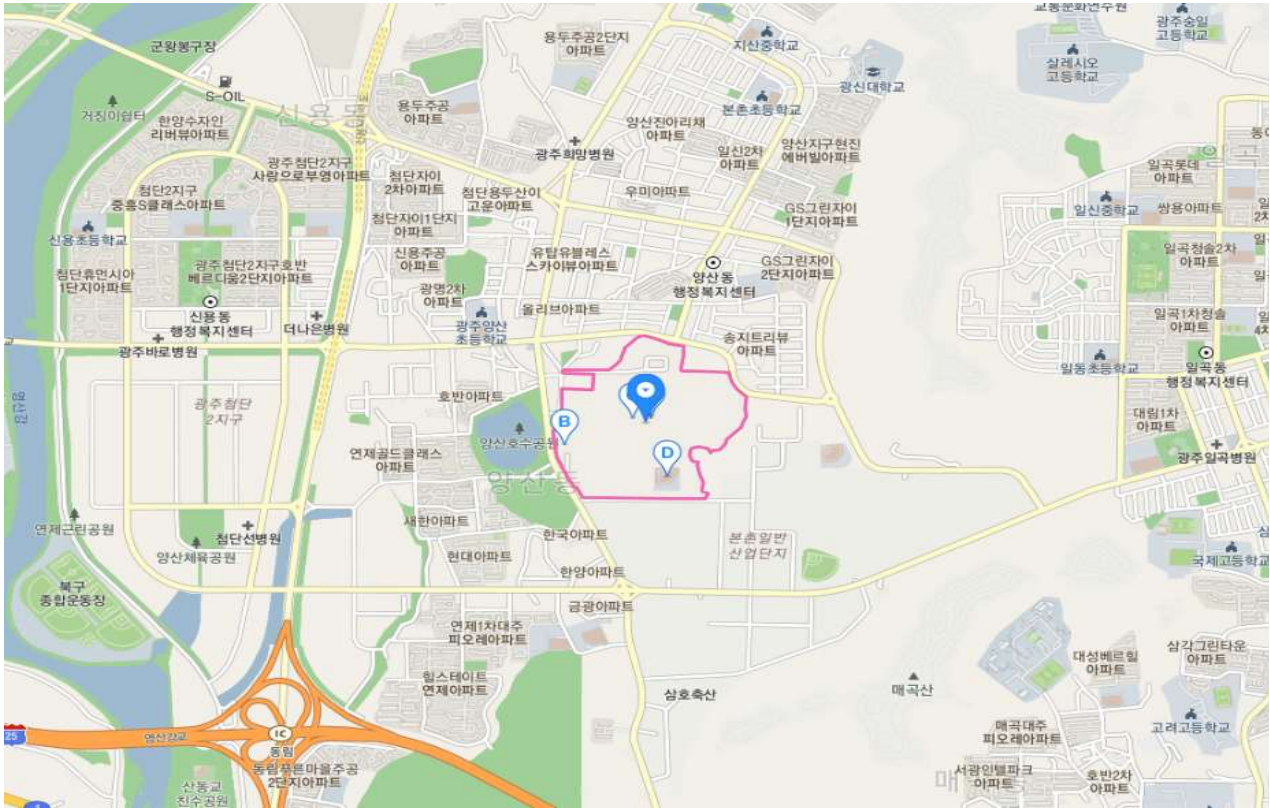 교통문화연수원
광주숭일
고등학교
군왕봉구장
용두주공2단지
아파트
지산중학교
살레시오
고등학교
광신대학교
S-OIL
거징이쉼터
한양수자인
리버뷰아파트
신용동
용두주공
아파트
양산진아리채
아파트
본촌초등학교
광주희망병원
일신2차
아파트
양산지구현진
에버빌아파트
광주첨단2지구
사랑으로부영아파트
첨단자이
2차아파트
첨단2지구
중흥S클래스아파트
첨단용두산이
고운아파트
우미아파트
일곡롯데
아파트
일신중학교
쌍용아파트
첨단자이1단지
아파트
GS그린자이
1단지아파트
신용초등학교
신용주공
아파트
유탑유블레스
스카이뷰아파트
일곡청솔2차
아파트
첨단휴먼시아
1단지아파트
광주첨단2지구호반
베르디움2단지아파트
양산동
행정복지센터
GS그린자이
2단지아파트
광명2차
아파트
올리브아파트
신용동
행정복지센터
더나은병원
광주양산
초등학교
일곡1차청솔
아파트
광주바로병원
송지트리뷰
아파트
일동초등학교
일곡동
행정복지센터
영산강
광주첨단
2지구
호반아파트
대림1차
아파트
B
양산호수공원
연제골드클래스
아파트
D
광주일곡병원
양산동
연제근린공원
첨단선병원
새한아파트
한국아파트
본촌일반
산업단지
양산체육공원
현대아파트
국제고등학교
북구
종합운동장
한양아파트
금광아파트
연제1차대주
피오레아파트
대성베르힐
아파트
삼각그린타운
아파트
힐스테이트
연제아파트
삼호축산
매곡산
고려고등학교
매곡대주
피오레아파트
25
영산강교
IC
동림
동림푸른마을주공
2단지아파트
산동교
친수공원
서광인텔파크
아파트
호반2차
아파트
매